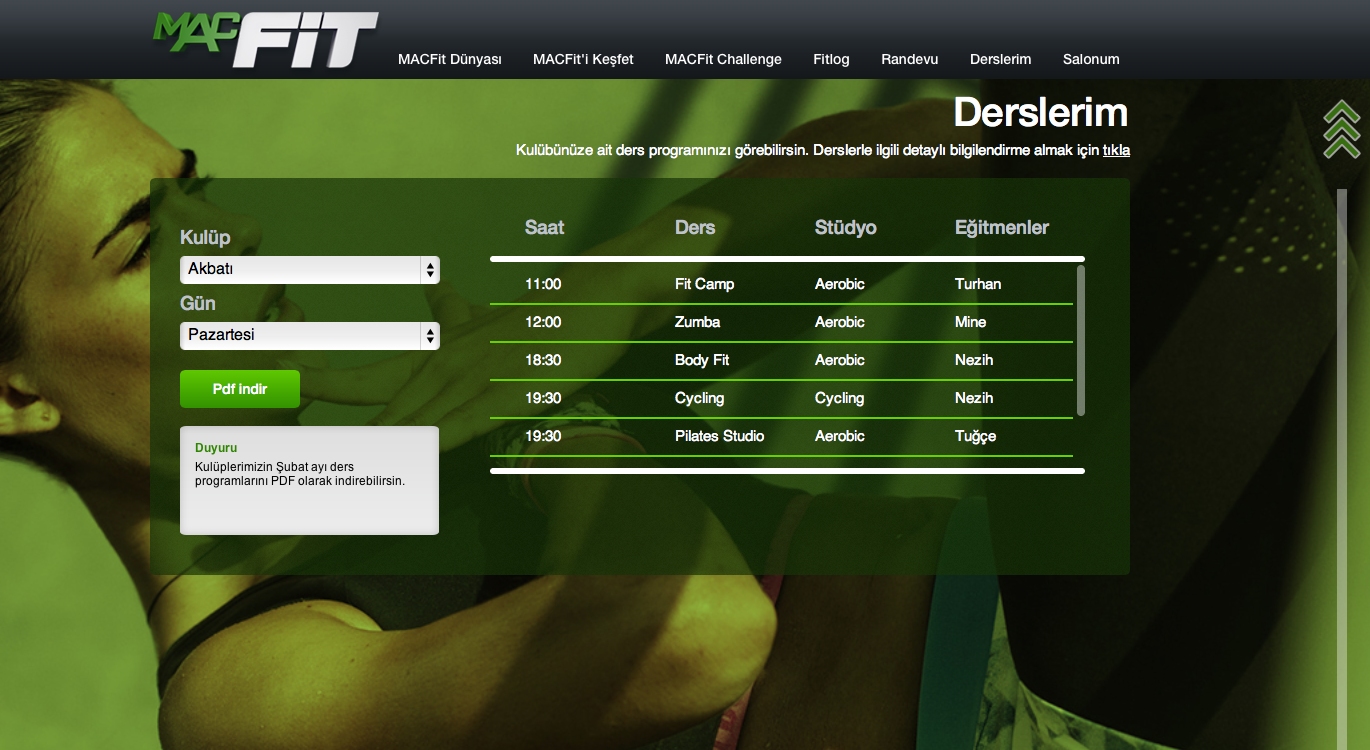 MACFiT
MACFit Dünyası MACFit'i Keşfet MACFit Challenge Fitlog Randevu Derslerim Salonum
Derslerim
Kulübünüze ait ders programınızı görebilirsin. Derslerle ilgili detaylı bilgilendirme almak için tıkla
Kulüp
Akbatı
Gün
Pazartesi
Pdf indir
Duyuru
Kulüplerimizin Şubat ayı ders
programlarını PDF olarak indirebilirsin.
Saat Ders Stüdyo Eğitmenler
11:00 Fit Camp Aerobic Turhan
12:00 Zumba Aerobic Mine
18:30 Body Fit Aerobic Nezih
19:30 Cycling Cycling Nezih
19:30 Pilates Studio Aerobic Tuğçe